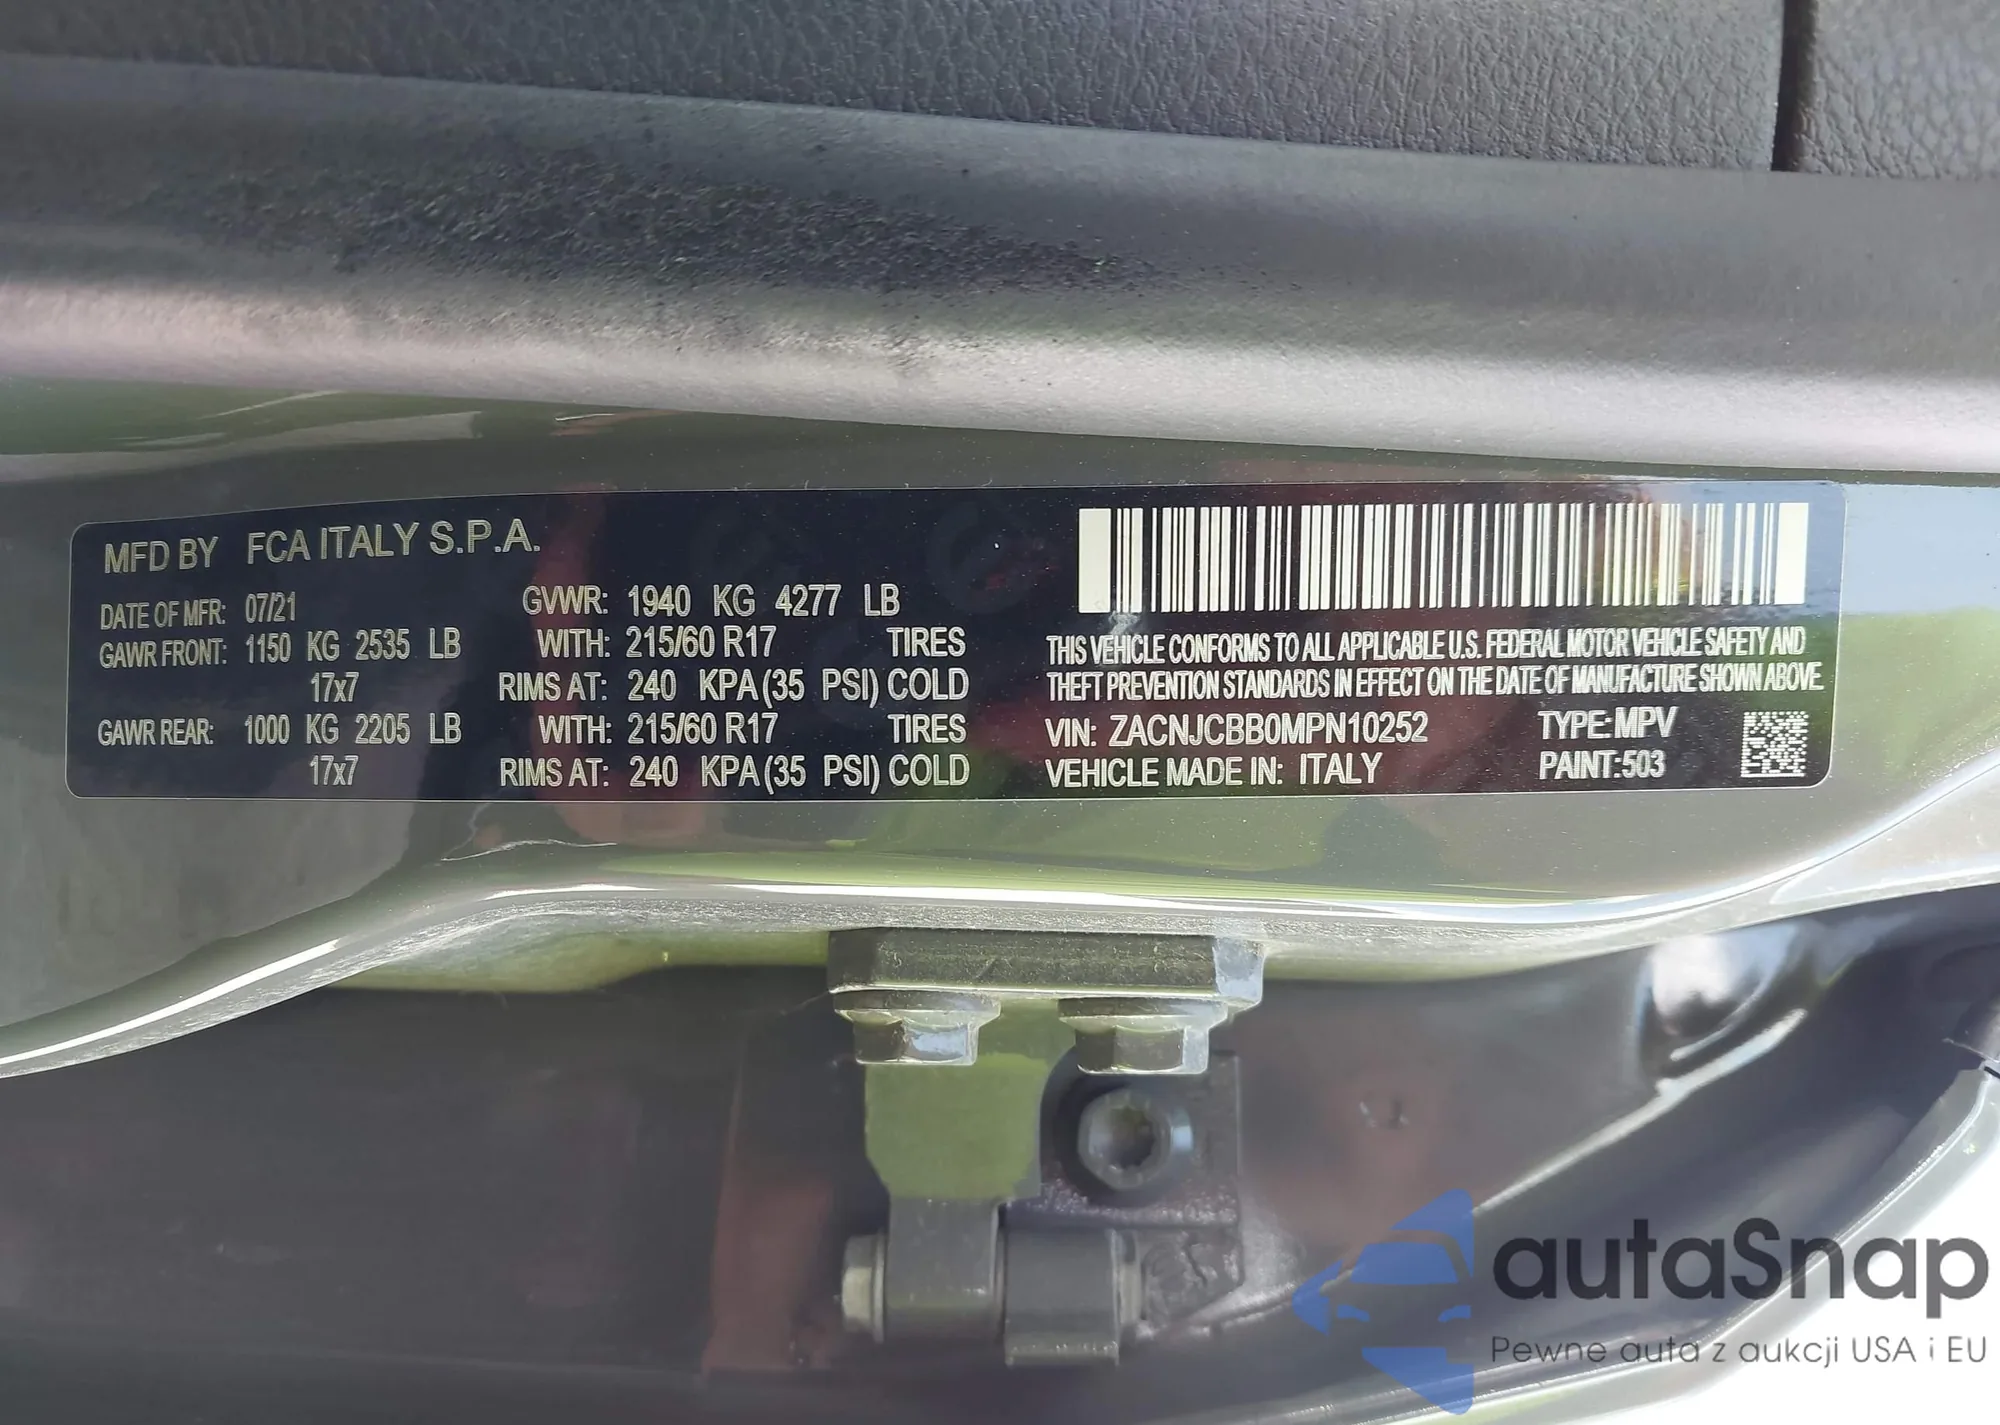 MFD BY FCA ITALY S.P.A.
DATE OF MFR: 07/21 GVWR: 1940 KG 4277 LB
GAWR FRONT: 1150 KG 2535 LB WITH: 215/60 R17 TIRES
17x7 RIMS AT: 240 KPA (35 PSI) COLD
GAWR REAR: 1000 KG 2205 LB WITH: 215/60 R17 TIRES
17x7 RIMS AT: 240 KPA (35 PSI) COLD
THIS VEHICLE CONFORMS TO ALL APPLICABLE U.S. FEDERAL MOTOR VEHICLE SAFETY AND
THEFT PREVENTION STANDARDS IN EFFECT ON THE DATE OF MANUFACTURE SHOWN ABOVE.
VIN: ZACNJCBB0MPN10252 TYPE: MPV
VEHICLE MADE IN: ITALY PAINT: 503
autaSnap
Pewne auta z aukcji USA i EU